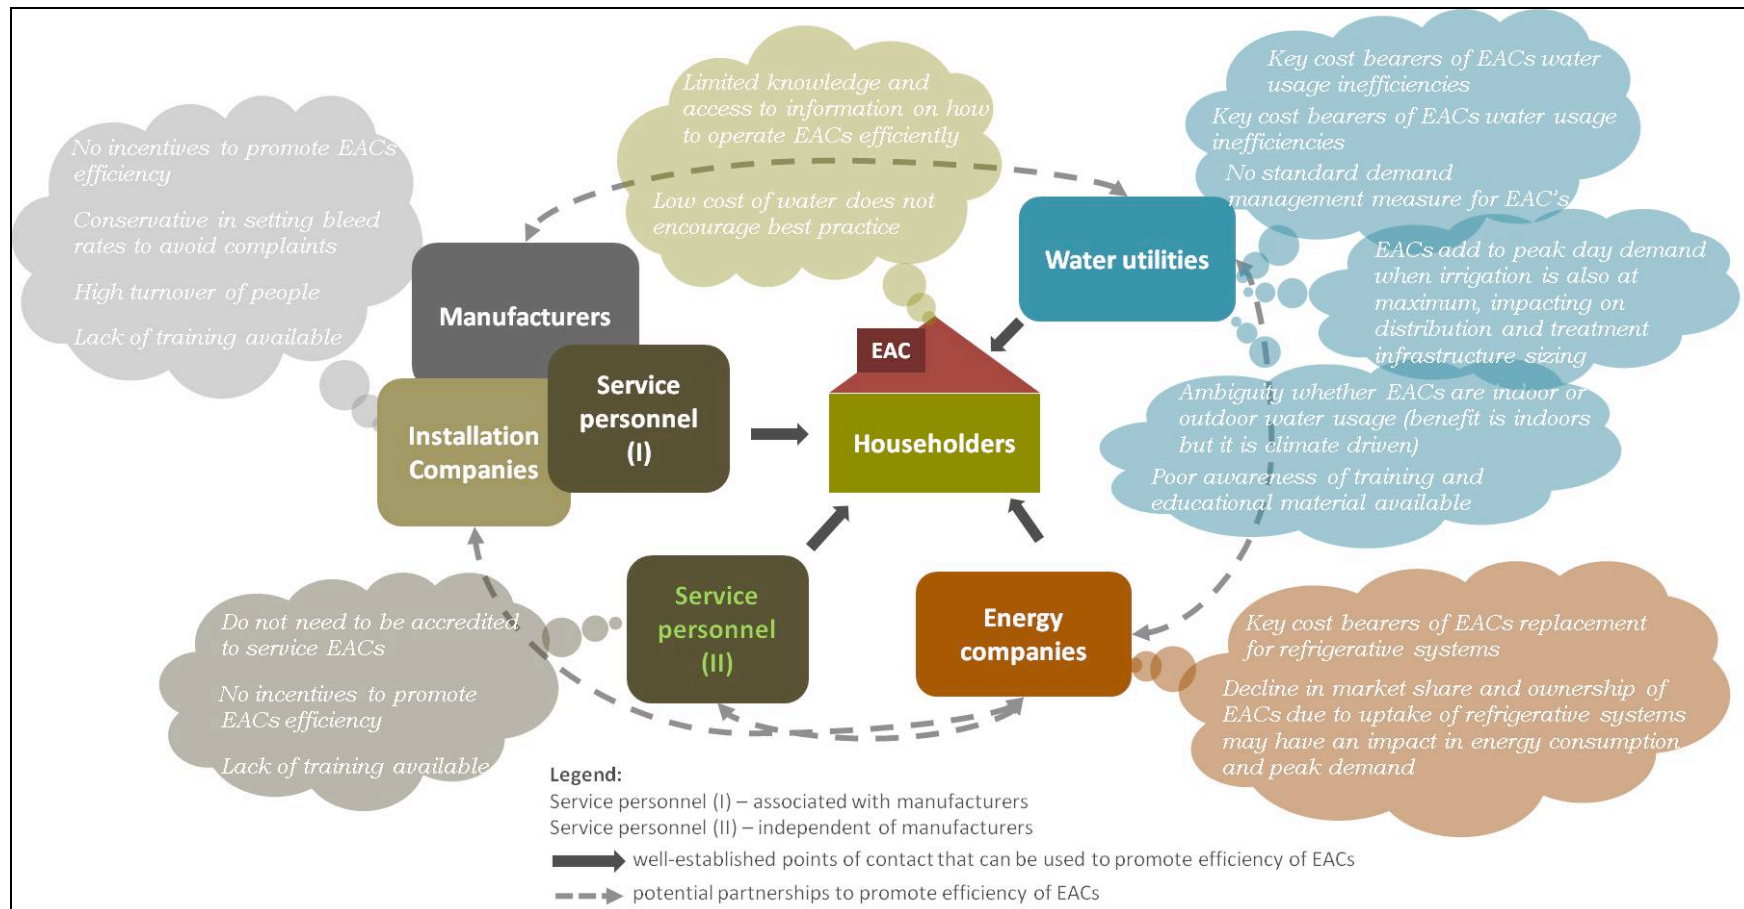 Limited knowledge and
access to information on how
to operate EACs efficiently
Low cost of water does not
encourage best practice
Key cost bearers of EACs water
usage inefficiencies
Key cost bearers of EACs water usage
inefficiencies
No standard demand
management measure for EAC's
No incentives to promote EACs
efficiency
Conservative in setting bleed
rates to avoid complaints
High turnover of people
Lack of training available
Manufacturers
Water utilities
EACs add to peak day demand
when irrigation is also at
maximum, impacting on
distribution and treatment
infrastructure sizing
EAC
Service
personnel
(I)
Installation
Companies
Householders
Ambiguity whether EACs are indoor or
outdoor water usage (benefit is indoors
but it is climate driven)
Poor awareness of training and
educational material available
Do not need to be accredited
to service EACs
No incentives to promote
EACs efficiency
Lack of training available
Service
personnel
(II)
Energy
companies
Key cost bearers of EACs replacement
for refrigerative systems
Decline in market share and ownership of
EACs due to uptake of refrigerative systems
may have an impact in energy consumption
and peak demand
Legend:
Service personnel (I) – associated with manufacturers
Service personnel (II) – independent of manufacturers
well-established points of contact that can be used to promote efficiency of EACs
potential partnerships to promote efficiency of EACs